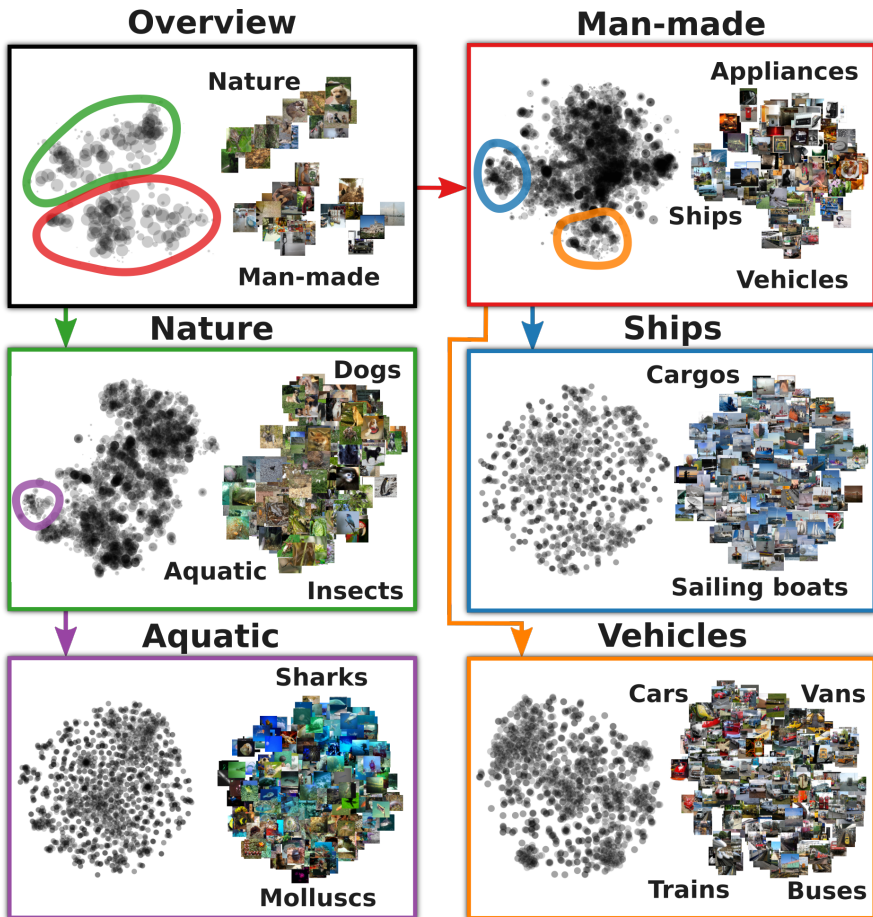 Overview
Man-made
Nature
Man-made
Appliances
Ships
Vehicles
Nature
Ships
Dogs
Aquatic
Insects
Cargos
Sailing boats
Aquatic
Vehicles
Sharks
Molluscs
Cars
Vans
Trains
Buses